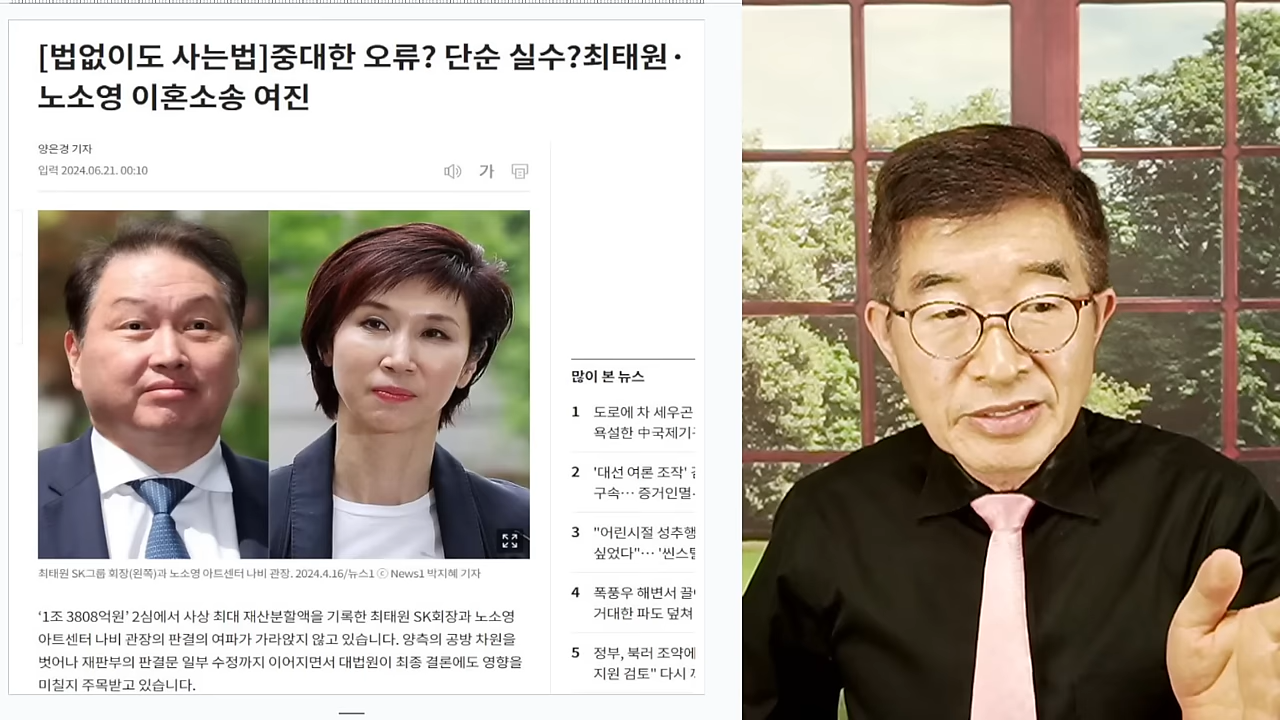 [법없이도 사는법]중대한 오류? 단순 실수?최태원·
노소영 이혼소송 여진
양은경 기자
입력 2024.06.21. 00:10
가
최태원 SK그룹 회장(왼쪽)과 노소영 아트센터 나비 관장. 2024.4.16/뉴스1 ⓒ News1 박지혜 기자
‘1조 3808억원’ 2심에서 사상 최대 재산분할액을 기록한 최태원 SK회장과 노소영
아트센터 나비 관장의 판결의 여파가 가라앉지 않고 있습니다. 양측의 공방 차원을
벗어나 재판부의 판결문 일부 수정까지 이어지면서 대법원이 최종 결론에도 영향을
미칠지 주목받고 있습니다.
많이 본 뉴스
1 도로에 차 세우곤
욕설한 中국제기구
2 '대선 여론 조작'
구속… 증거인멸
3 "어린시절 성추행
싶었다"… '씬스틸
4 폭풍우 해변서
거대한 파도 덮쳐
5 정부, 북러 조약에
지원 검토" 다시